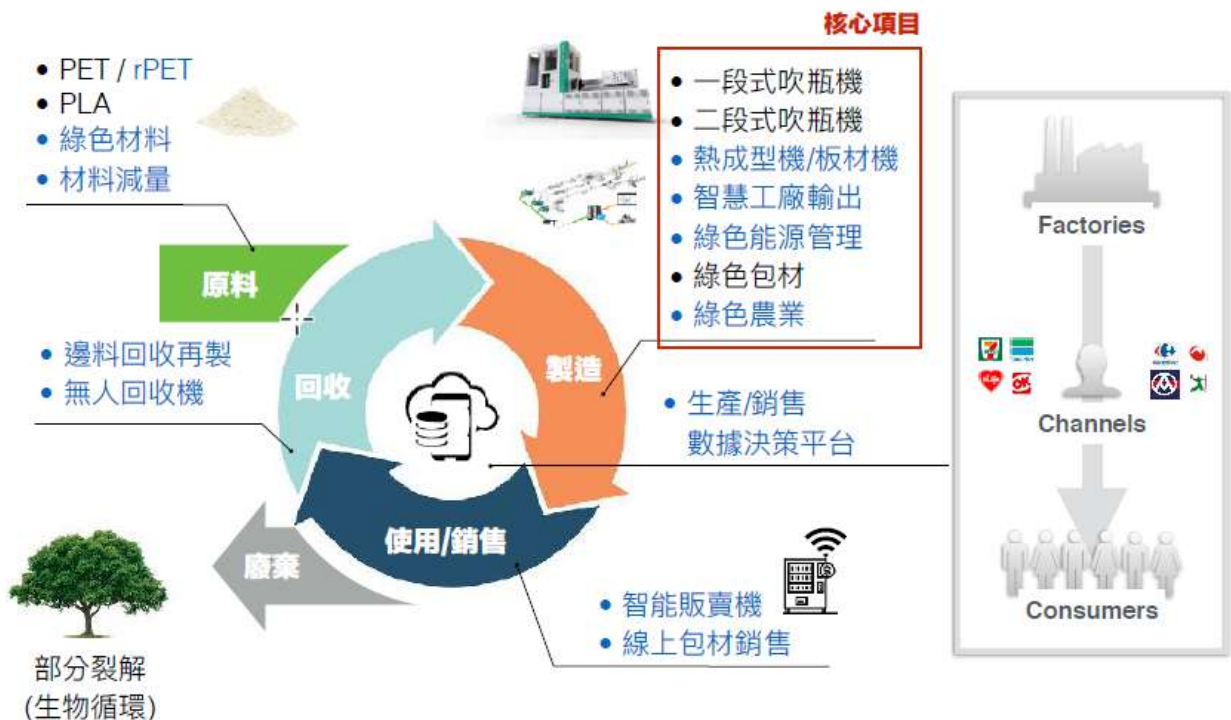 核心項目
• PET / rPET
• PLA
• 綠色材料
• 材料減量
• 一段式吹瓶機
• 二段式吹瓶機
• 熱成型機/板材機
• 智慧工廠輸出
• 綠色能源管理
• 綠色包材
• 綠色農業
原料
• 邊料回收再製
• 無人回收機
回收
製造
• 生產/銷售
數據決策平台
使用/銷售
廢棄
• 智能販賣機
• 線上包材銷售
部分裂解
(生物循環)
Factories
7
OK
Channels
Consumers